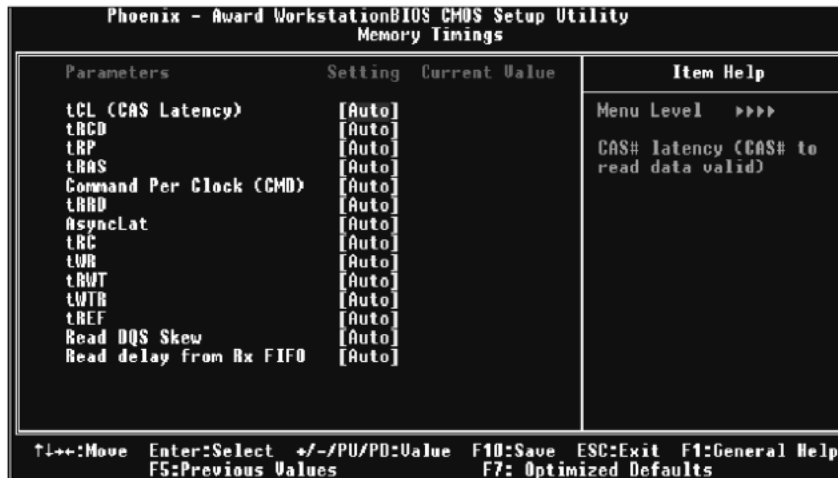 Phoenix - Award WorkstationBIOS CMOS Setup Utility
Memory Timings
Parameters Setting Current Value
Item Help
tCL (CAS Latency) [Auto]
tRCD [Auto]
tRP [Auto]
tRAS [Auto]
Command Per Clock (CMD) [Auto]
tRRD [Auto]
AsyncLat [Auto]
tRC [Auto]
tWR [Auto]
tRWT [Auto]
tWTR [Auto]
tREF [Auto]
Read DQS Skew [Auto]
Read delay from Rx FIFO [Auto]
Menu Level ▸▸▸▸
CAS# latency (CAS# to
read data valid)
↑↓→←:Move Enter:Select +/-/PU/PD:Value F10:Save ESC:Exit F1:General Help
F5:Previous Values F7: Optimized Defaults